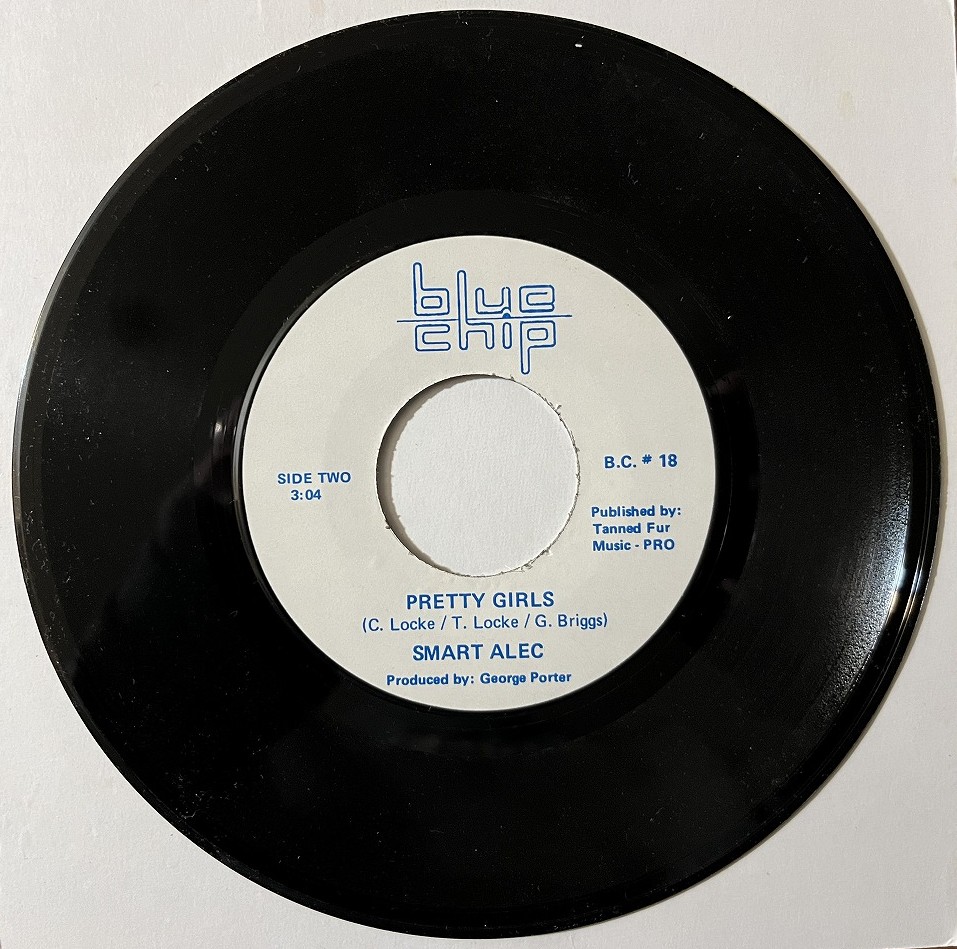 blue
chip
SIDE TWO
3:04
B.C. # 18
Published by:
Tanned Fur
Music - PRO
PRETTY GIRLS
(C. Locke / T. Locke / G. Briggs)
SMART ALEC
Produced by: George Porter